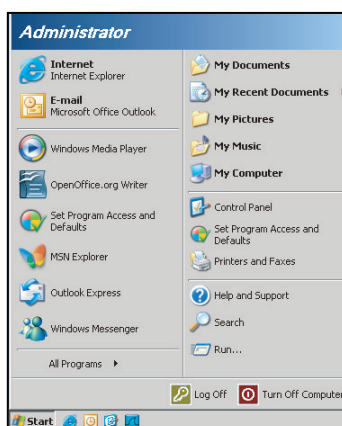 Administrator
Internet
Internet Explorer
E-mail
Microsoft Office Outlook
Windows Media Player
OpenOffice.org Writer
Set Program Access and
Defaults
MSN Explorer
Outlook Express
Windows Messenger
All Programs
My Documents
My Recent Documents
My Pictures
My Music
My Computer
Control Panel
Set Program Access and
Defaults
Printers and Faxes
Help and Support
Search
Run...
Log Off
Turn Off Computer
Start